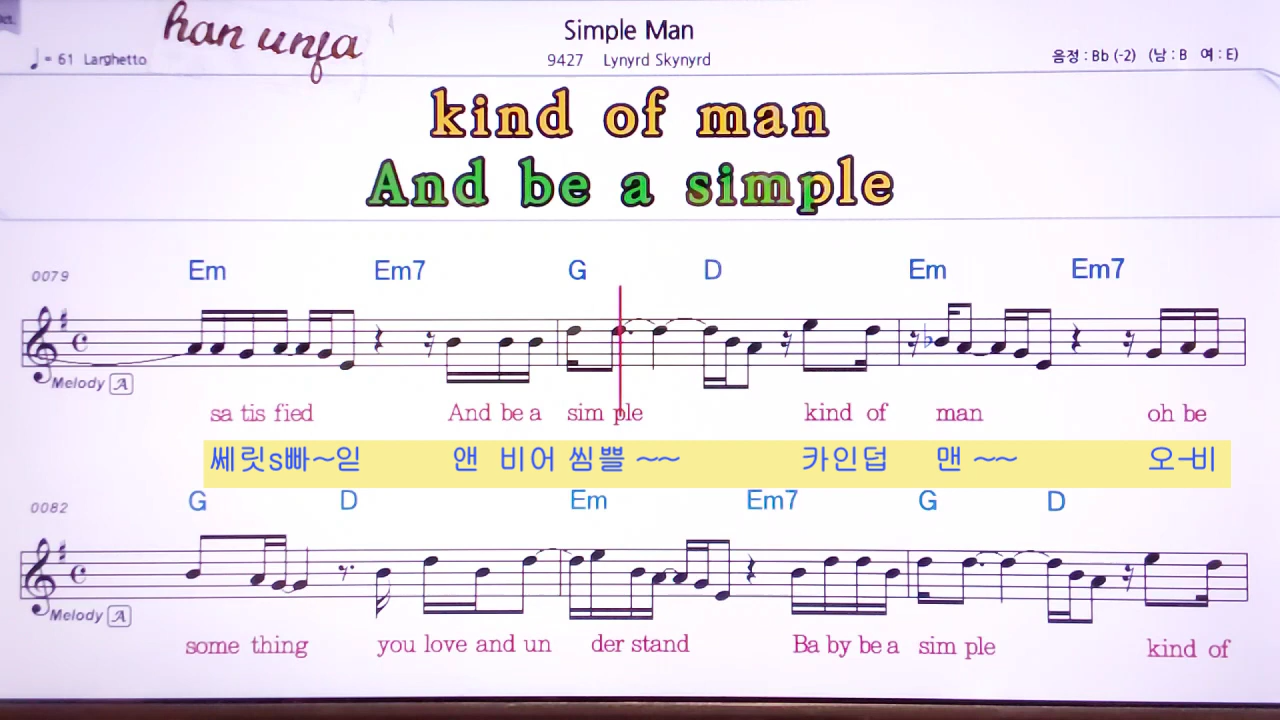 han unja
Simple Man
♩= 61 Larghetto
9427 Lynyrd Skynyrd
음정 : Bb (-2) (남 : B 여 : E)
kind of man
And be a simple
0079
Em Em7 G D Em Em7
Melody A
sa tis fied And be a sim ple kind of man oh be
쎄릿s빠~읻 앤 비어 씸쁠 ~~ 카인덥 맨 ~~ 오-비
0082
G D Em Em7 G D
Melody A
some thing you love and un der stand Ba by be a sim ple kind of